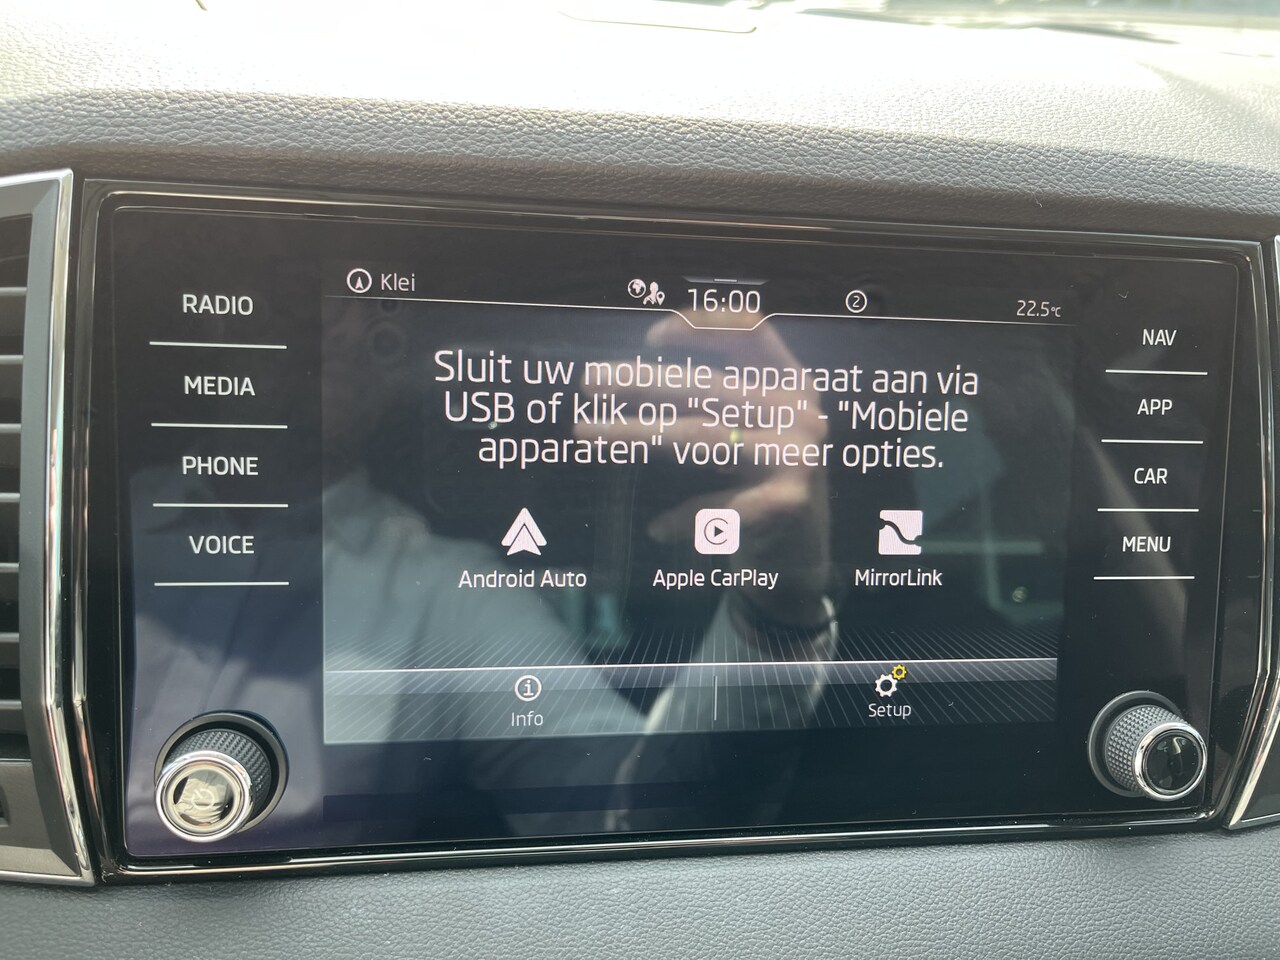 Klei
16:00
2
22.5°C
RADIO
MEDIA
PHONE
VOICE
Sluit uw mobiele apparaat aan via
USB of klik op "Setup" - "Mobiele
apparaten" voor meer opties.
Android Auto
Apple CarPlay
MirrorLink
Info
Setup
NAV
APP
CAR
MENU